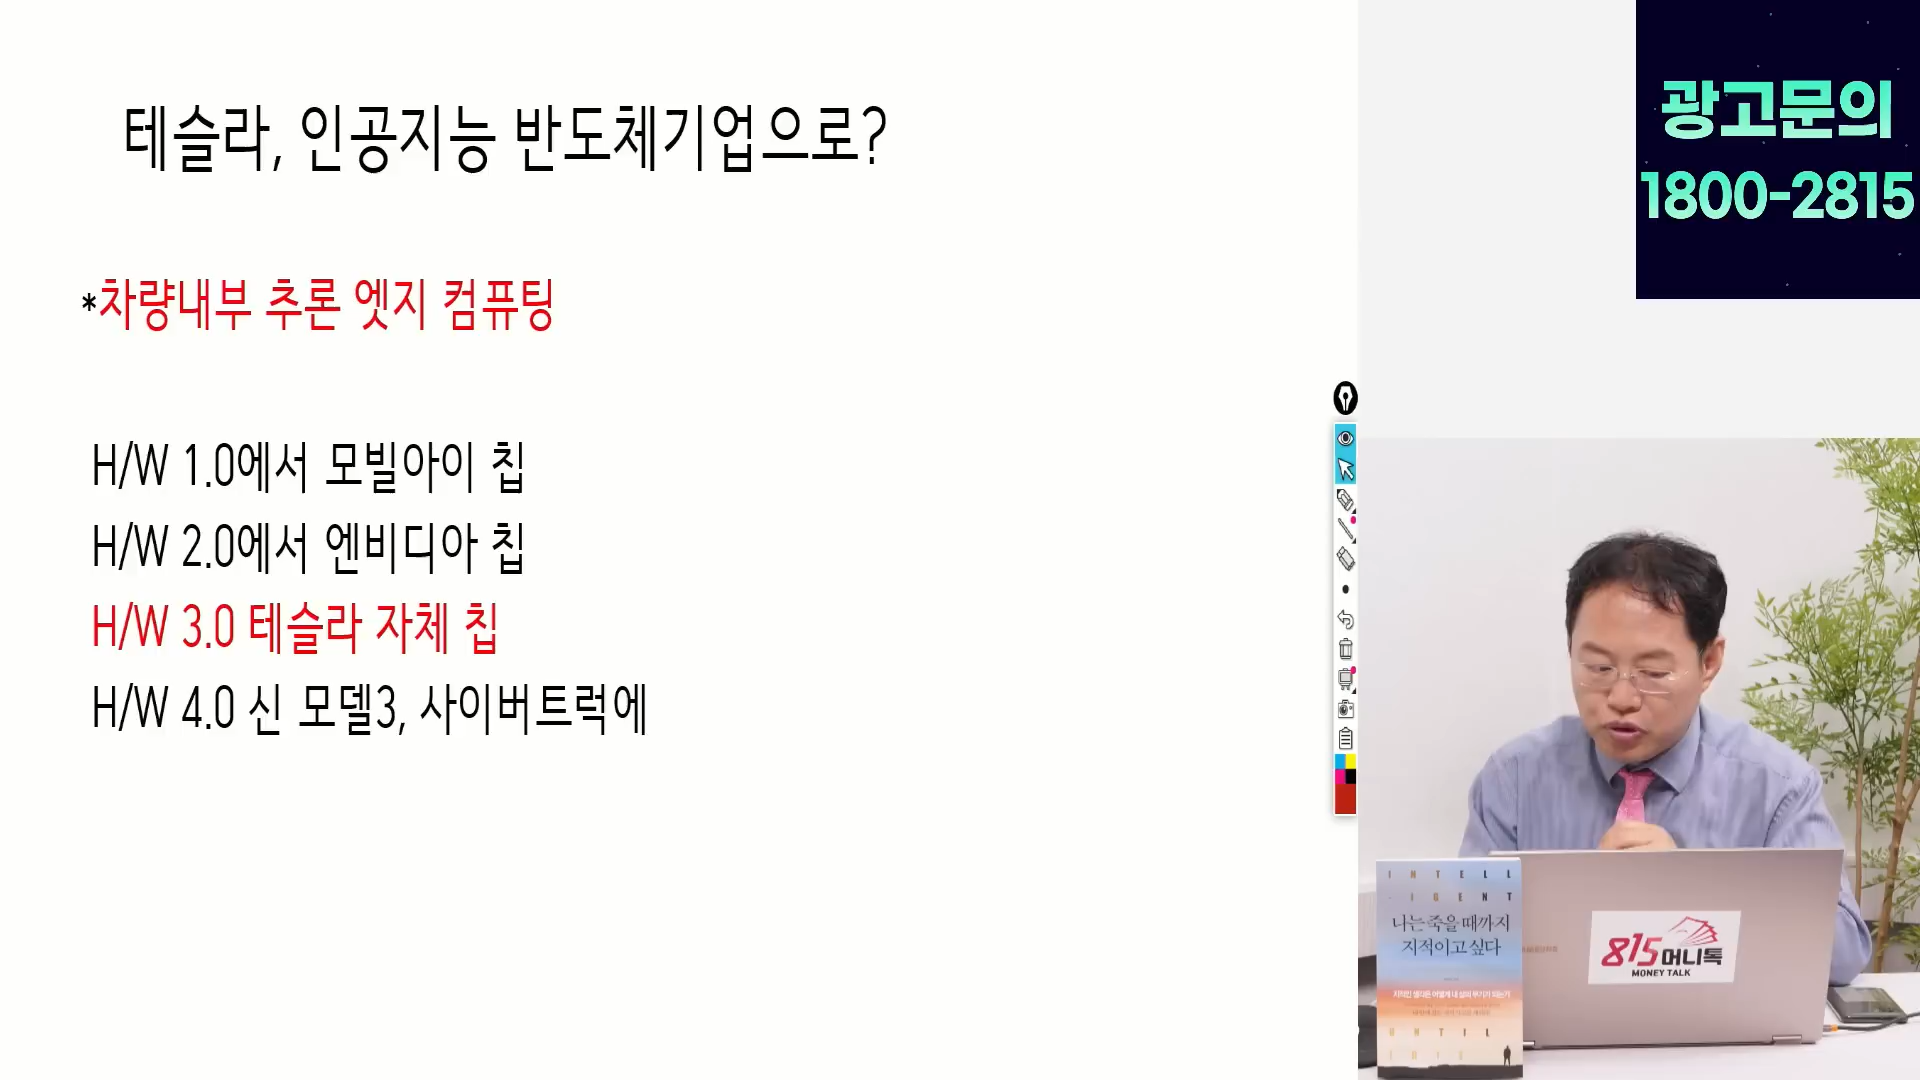 테슬라, 인공지능 반도체기업으로?
*차량내부 추론 엣지 컴퓨팅
H/W 1.0에서 모빌아이 칩
H/W 2.0에서 엔비디아 칩
H/W 3.0 테슬라 자체 칩
H/W 4.0 신 모델3, 사이버트럭에
광고문의
1800-2815
INTELL
IGENT
나는 죽을 때까지
지적이고 싶다
UNTIL
815머니톡
MONEY TALK